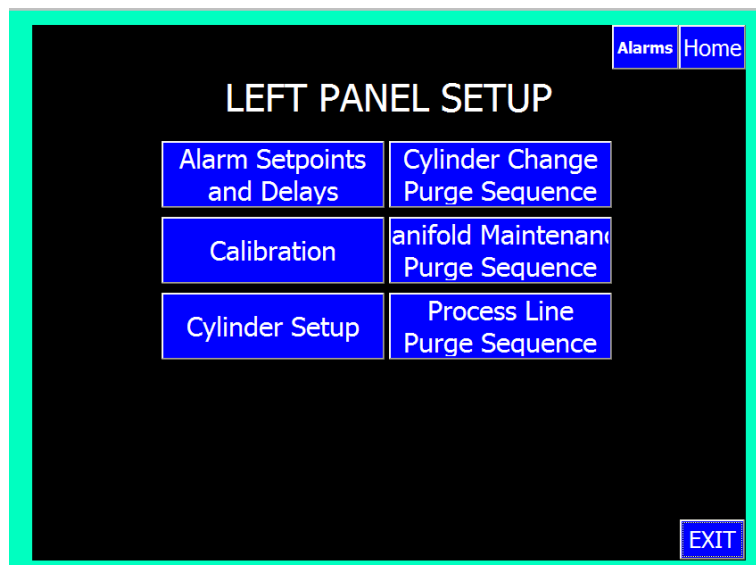 Alarms Home
LEFT PANEL SETUP
Alarm Setpoints
and Delays
Cylinder Change
Purge Sequence
Calibration
anifold Maintenan
Purge Sequence
Cylinder Setup
Process Line
Purge Sequence
EXIT